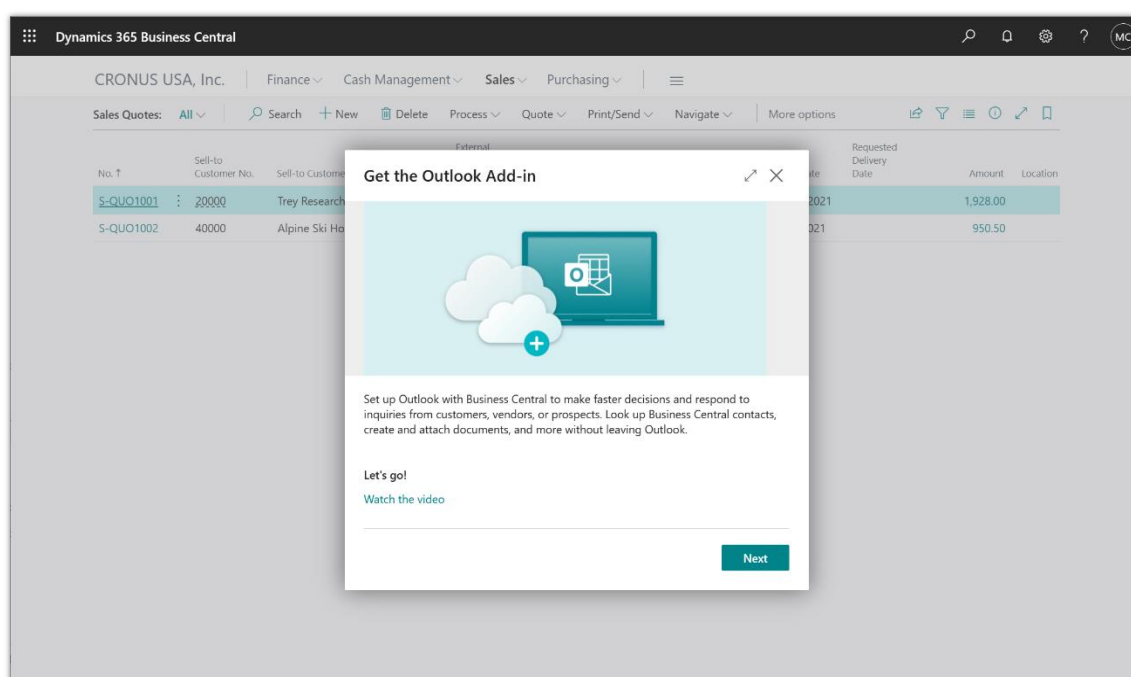 Dynamics 365 Business Central
?
MC
CRONUS USA, Inc.
Finance
Cash Management
Sales
Purchasing
Sales Quotes:
All
Search
New
Delete
Process
Quote
Print/Send
Navigate
More options
No. ↑
Sell-to
Customer No.
Sell-to Custome
External
Requested
Delivery
Date
Amount
Location
S-QUO1001
20000
Trey Research
2021
1,928.00
S-QUO1002
40000
Alpine Ski Ho
021
950.50
Get the Outlook Add-in
Set up Outlook with Business Central to make faster decisions and respond to
inquiries from customers, vendors, or prospects. Look up Business Central contacts,
create and attach documents, and more without leaving Outlook.
Let's go!
Watch the video
Next